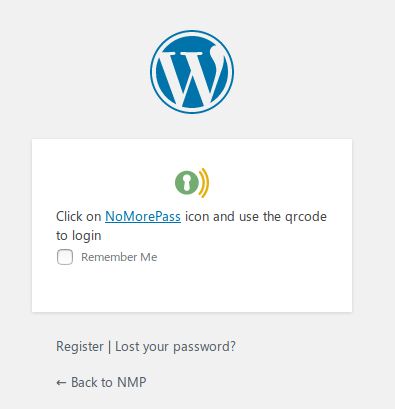 Click on NoMorePass icon and use the qrcode
to login
Remember Me
Register | Lost your password?
← Back to NMP